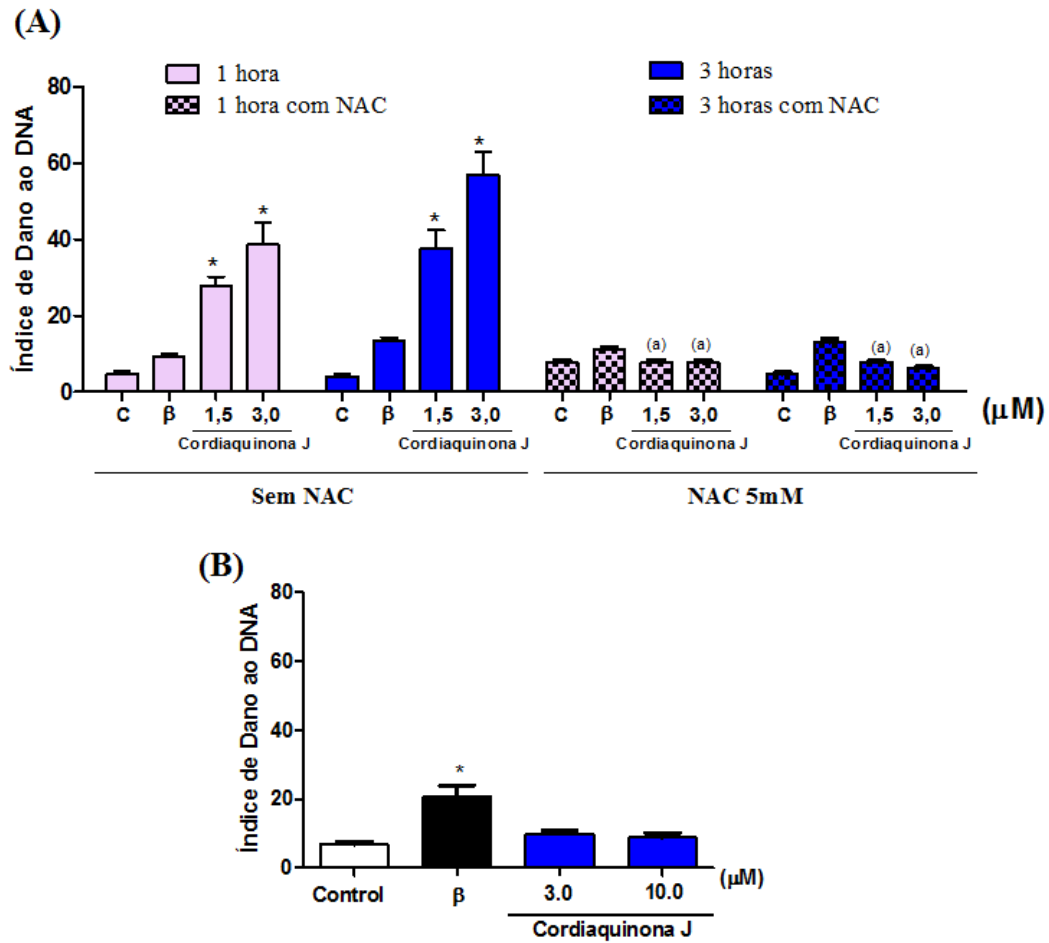 (A)
1 hora
1 hora com NAC
3 horas
3 horas com NAC
Índice de Dano ao DNA
80
60
40
20
0
* * * *
(a) (a) (a) (a)
C β 1,5 3,0 C β 1,5 3,0 C β 1,5 3,0 C β 1,5 3,0 (μM)
Cordiaquinona J Cordiaquinona J Cordiaquinona J Cordiaquinona J
Sem NAC NAC 5mM
(B)
Índice de Dano ao DNA
80
60
40
20
0
*
Control β 3.0 10.0 (μM)
Cordiaquinona J